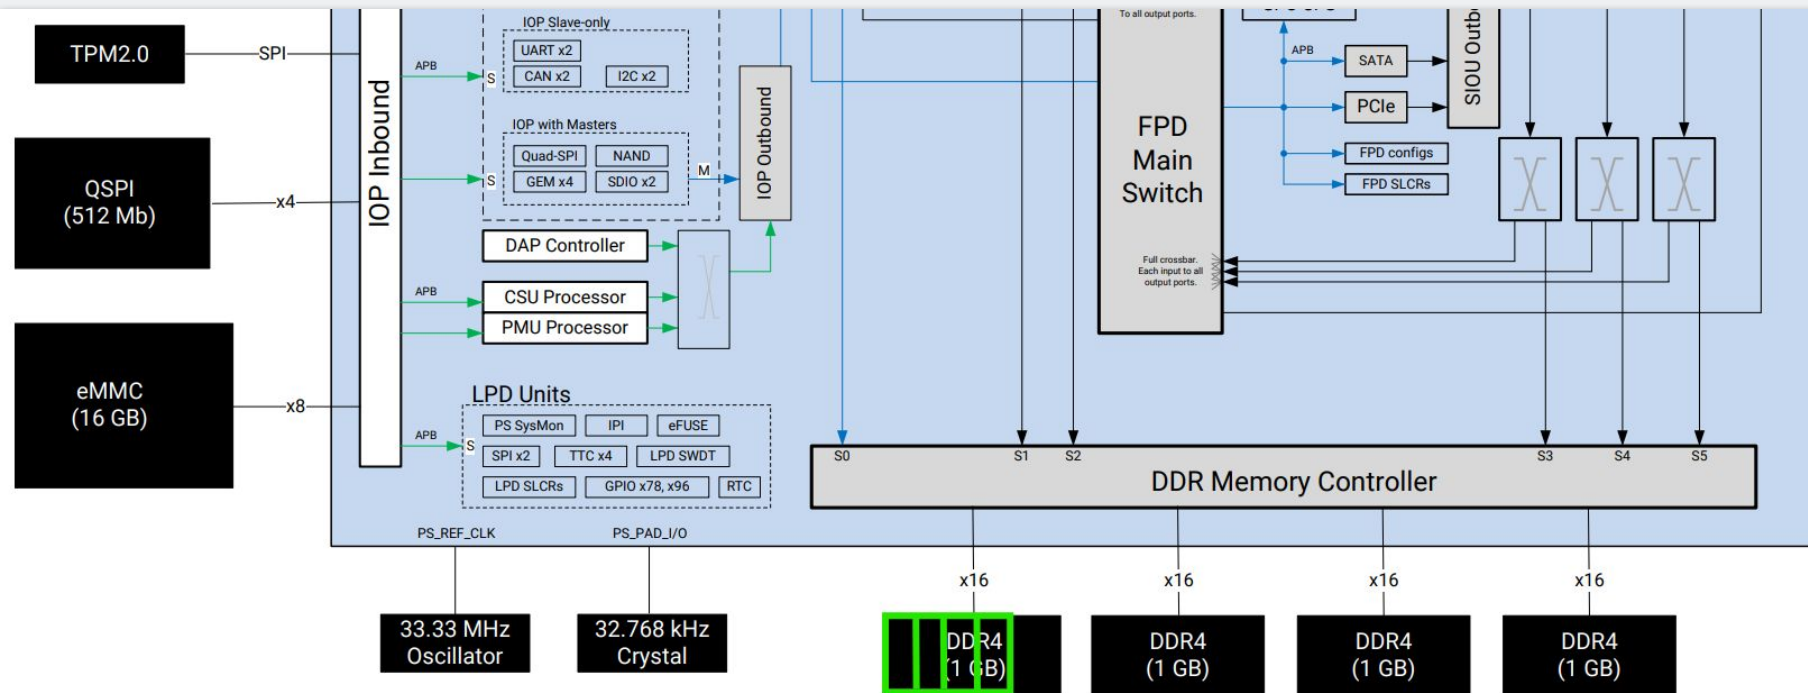 To all output ports.
IOP Slave-only
UART x2
CAN x2
I2C x2
APB
S
TPM2.0
SPI
IOP Inbound
IOP with Masters
Quad-SPI
NAND
GEM x4
SDIO x2
S
M
IOP Outbound
QSPI
(512 Mb)
x4
DAP Controller
APB
CSU Processor
PMU Processor
eMMC
(16 GB)
x8
LPD Units
APB
S
PS SysMon
IPI
eFUSE
SPI x2
TTC x4
LPD SWDT
LPD SLCRs
GPIO x78, x96
RTC
PS_REF_CLK
PS_PAD_I/O
33.33 MHz
Oscillator
32.768 kHz
Crystal
FPD
Main
Switch
Full crossbar.
Each input to all
output ports.
APB
SATA
PCIe
FPD configs
FPD SLCRs
SIOU
S0
S1
S2
S3
S4
S5
DDR Memory Controller
x16
x16
x16
x16
DDR4
(1 GB)
DDR4
(1 GB)
DDR4
(1 GB)
DDR4
(1 GB)